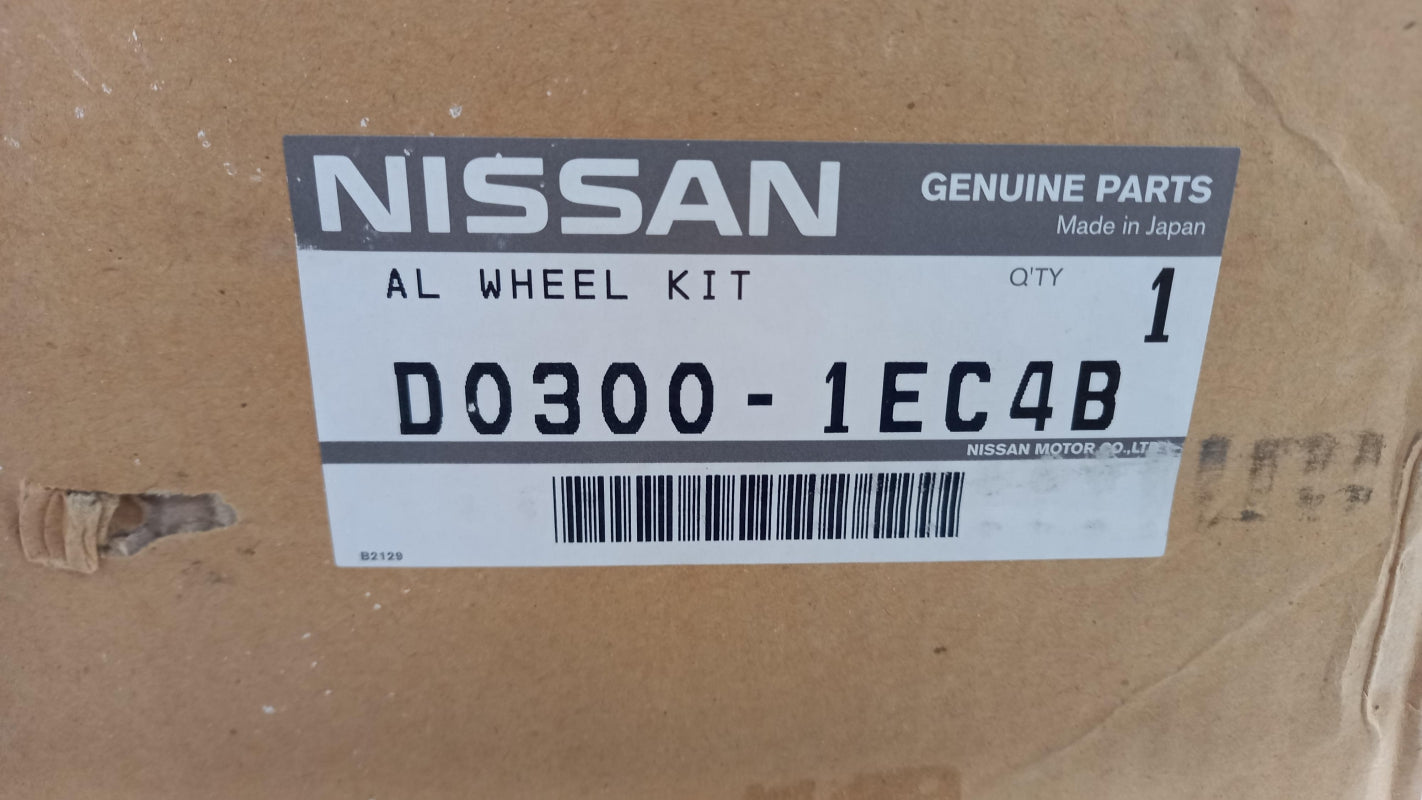 NISSAN
GENUINE PARTS
Made in Japan
AL WHEEL KIT
Q'TY 1
D0300-1EC4B
NISSAN MOTOR CO.,LTD.
B2129